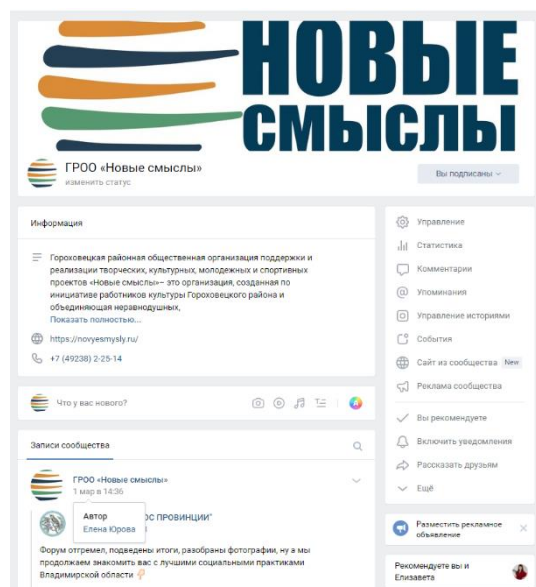 НОВЫЕ
СМЫСЛЫ
ГРОО «Новые смыслы»
изменить статус
Вы подписаны
Информация
Гороховецкая районная общественная организация поддержки и
реализации творческих, культурных, молодежных и спортивных
проектов «Новые смыслы»– это организация, созданная по
инициативе работников культуры Гороховецкого района и
объединяющая неравнодушных,
Показать полностью...
https://novyesmysly.ru/
+7 (49238) 2-25-14
Что у вас нового?
Записи сообщества
ГРОО «Новые смыслы»
1 мар в 14:36
Автор
Елена Юрова
ОС ПРОВИНЦИИ"
Форум отгремел, подведены итоги, разобраны фотографии, ну а мы
продолжаем знакомить вас с лучшими социальными практиками
Владимирской области
Управление
Статистика
Комментарии
Упоминания
Управление историями
События
Сайт из сообщества New
Реклама сообщества
Вы рекомендуете
Включить уведомления
Рассказать друзьям
Ещё
Разместить рекламное
объявление
Рекомендуете вы и
Елизавета